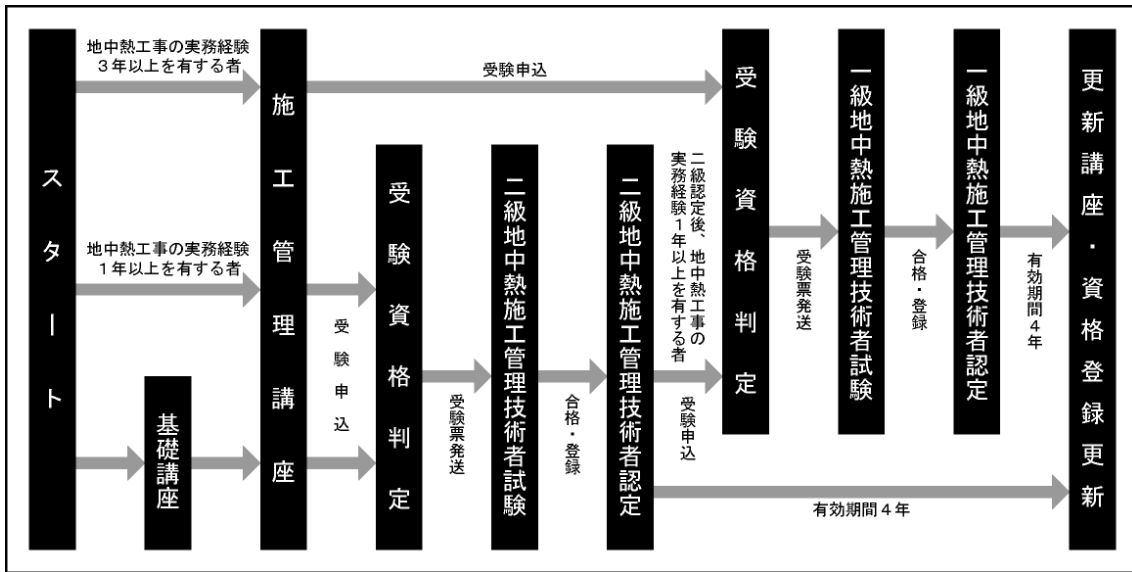 スタート
地中熱工事の実務経験
３年以上を有する者
地中熱工事の実務経験
１年以上を有する者
基礎講座
施工管理講座
受験申込
受験申込
受験資格判定
受験票発送
二級地中熱施工管理技術者試験
合格・登録
二級地中熱施工管理技術者認定
二級認定後、地中熱工事の
実務経験１年以上を有する者
受験申込
有効期間４年
受験資格判定
受験票発送
一級地中熱施工管理技術者試験
合格・登録
一級地中熱施工管理技術者認定
有効期間４年
更新講座・資格登録更新